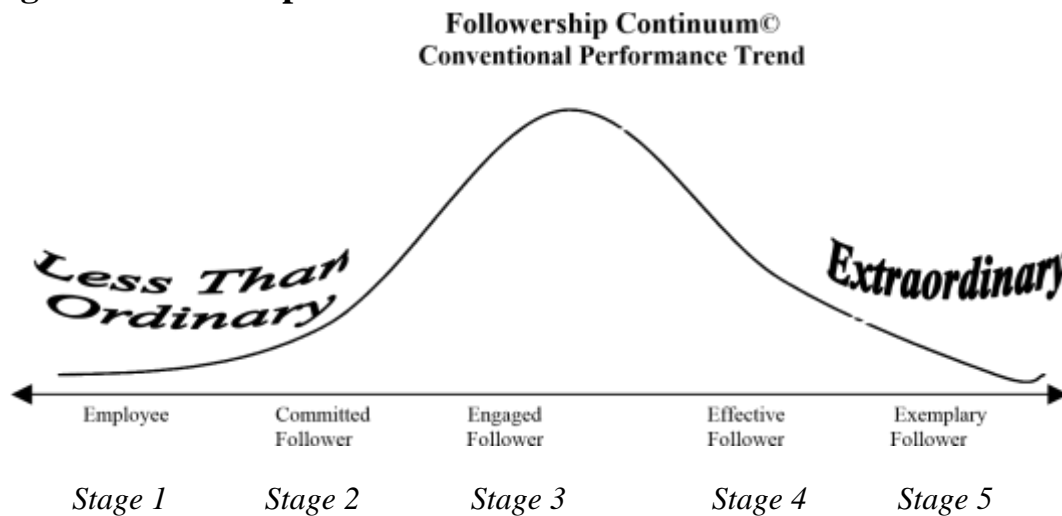 Followership Continuum©
Conventional Performance Trend
Less Than
Ordinary
Extraordinary
Employee
Committed
Follower
Engaged
Follower
Effective
Follower
Exemplary
Follower
Stage 1
Stage 2
Stage 3
Stage 4
Stage 5